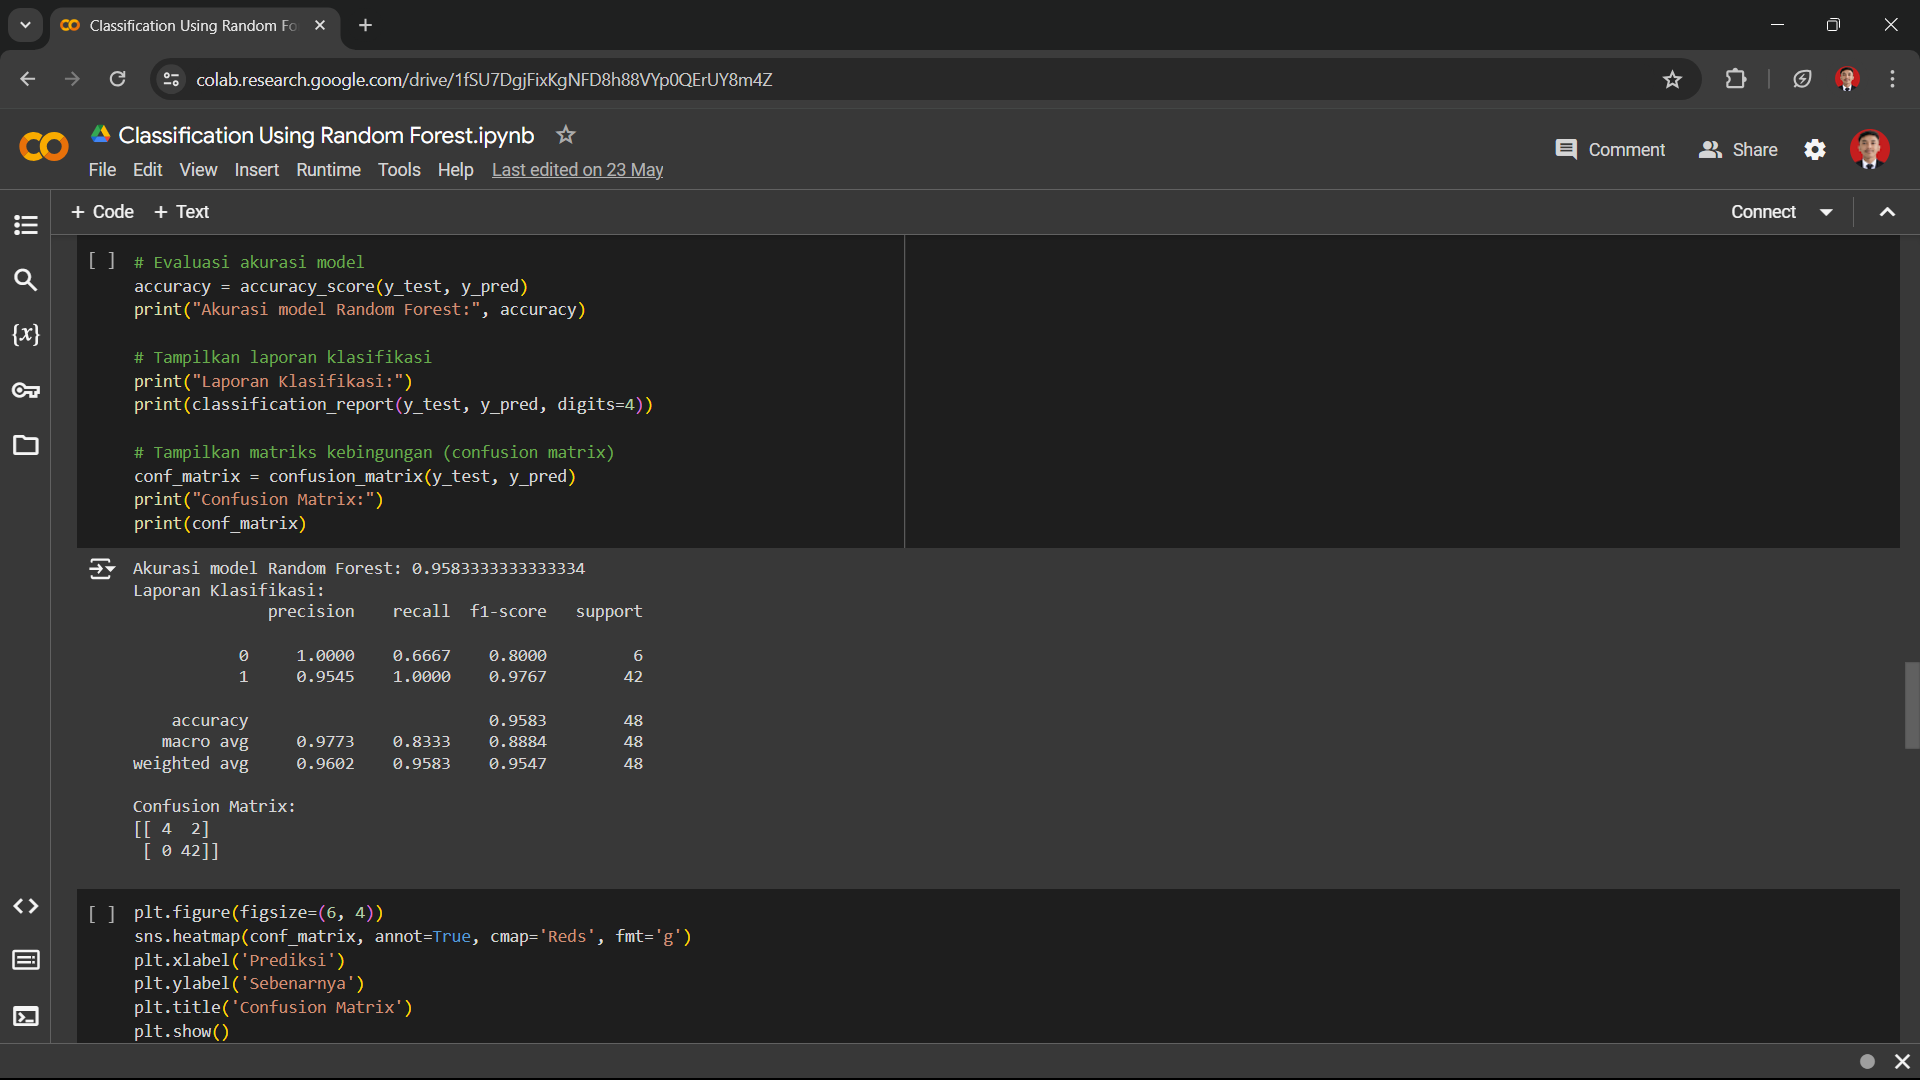 Classification Using Random Fo
colab.research.google.com/drive/1fSU7DgjFixKgNFD8h88VYp0QErUY8m4Z
Classification Using Random Forest.ipynb
File Edit View Insert Runtime Tools Help Last edited on 23 May
Comment Share
+ Code + Text
Connect
[ ] # Evaluasi akurasi model
accuracy = accuracy_score(y_test, y_pred)
print("Akurasi model Random Forest:", accuracy)
# Tampilkan laporan klasifikasi
print("Laporan Klasifikasi:")
print(classification_report(y_test, y_pred, digits=4))
# Tampilkan matriks kebingungan (confusion matrix)
conf_matrix = confusion_matrix(y_test, y_pred)
print("Confusion Matrix:")
print(conf_matrix)
Akurasi model Random Forest: 0.9583333333333334
Laporan Klasifikasi:
precision recall f1-score support
0 1.0000 0.6667 0.8000 6
1 0.9545 1.0000 0.9767 42
accuracy 0.9583 48
macro avg 0.9773 0.8333 0.8884 48
weighted avg 0.9602 0.9583 0.9547 48
Confusion Matrix:
[[ 4 2]
[ 0 42]]
[ ] plt.figure(figsize=(6, 4))
sns.heatmap(conf_matrix, annot=True, cmap='Reds', fmt='g')
plt.xlabel('Prediksi')
plt.ylabel('Sebenarnya')
plt.title('Confusion Matrix')
plt.show()